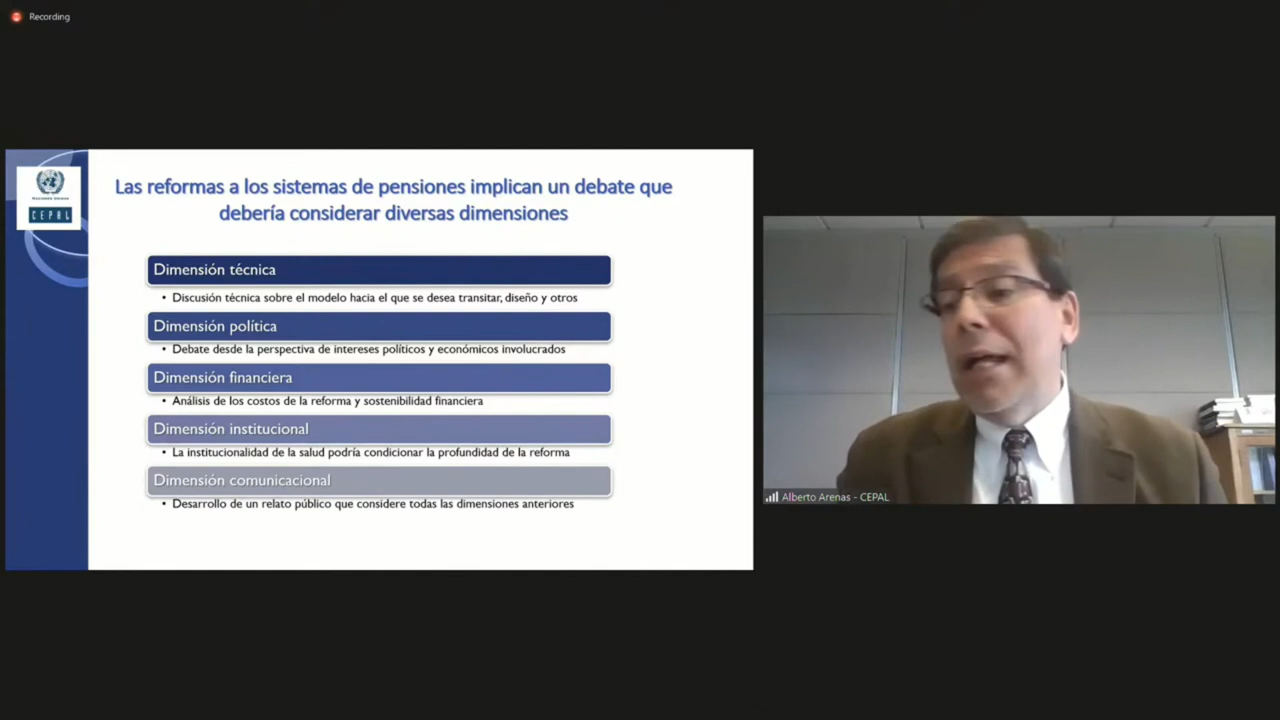 Recording
NACIONES UNIDAS
CEPAL
Las reformas a los sistemas de pensiones implican un debate que
debería considerar diversas dimensiones
Dimensión técnica
• Discusión técnica sobre el modelo hacia el que se desea transitar, diseño y otros
Dimensión política
• Debate desde la perspectiva de intereses políticos y económicos involucrados
Dimensión financiera
• Análisis de los costos de la reforma y sostenibilidad financiera
Dimensión institucional
• La institucionalidad de la salud podría condicionar la profundidad de la reforma
Dimensión comunicacional
• Desarrollo de un relato público que considere todas las dimensiones anteriores
Alberto Arenas - CEPAL